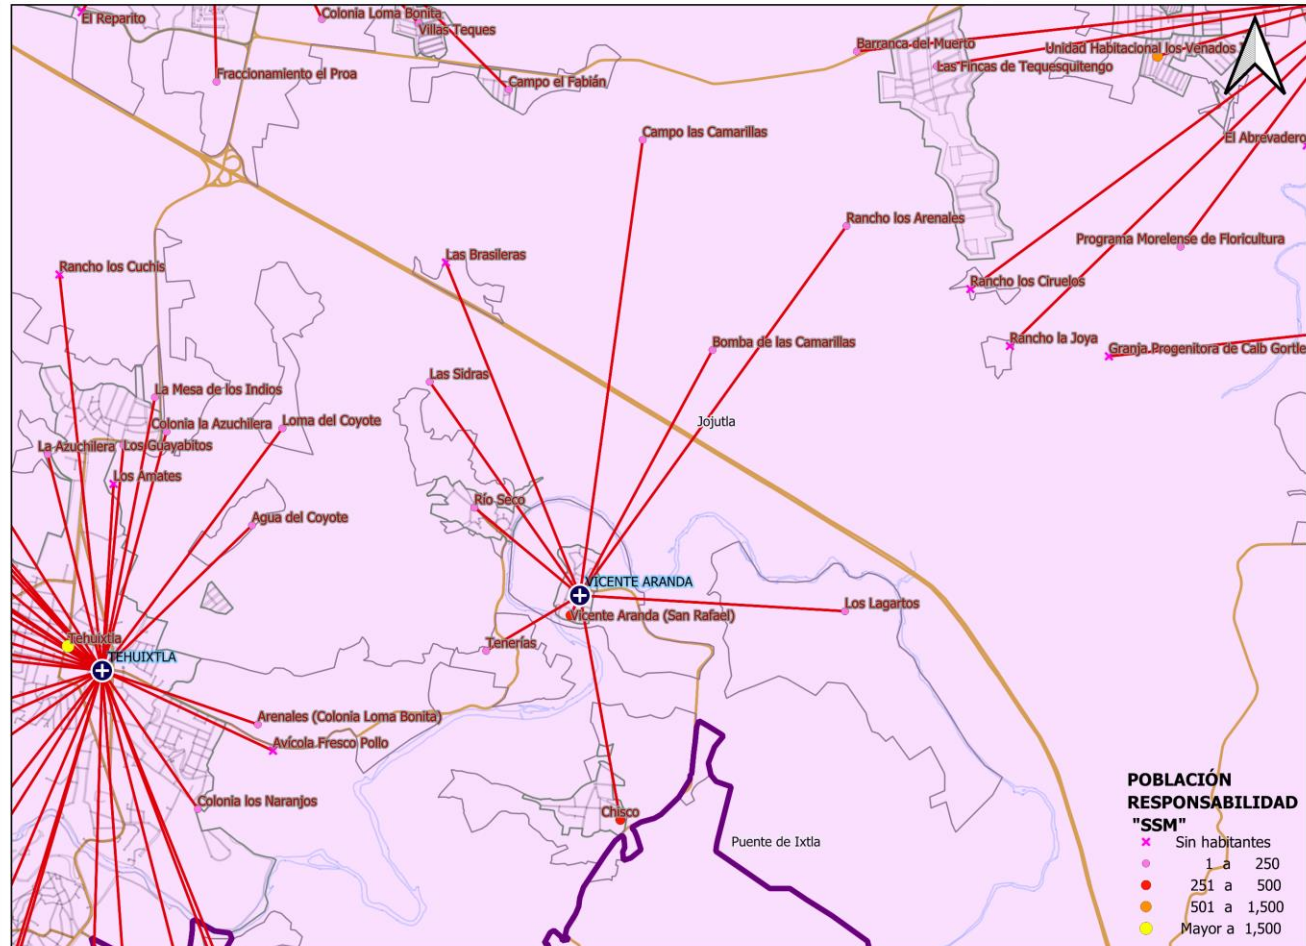 El Reparito
Colonia Loma Bonita
Villas Teques
Barranca del Muerto
Unidad Habitacional los Venados
Las Fincas de Tequesquitengo
Fraccionamiento el Proa
Campo el Fabián
Campo las Camarillas
El Abrevadero
Rancho los Arenales
Programa Morelense de Floricultura
Las Brasileras
Rancho los Cuchis
Rancho los Ciruelos
Bomba de las Camarillas
Rancho la Joya
Granja Progenitora de Calb Gortle
Las Sidras
La Mesa de los Indios
Colonia la Azuchilera
Loma del Coyote
Jojutla
La Azuchilera
Los Guayabitos
Los Amates
Río Seco
Agua del Coyote
VICENTE ARANDA
Vicente Aranda (San Rafael)
Los Lagartos
Tehuixtla
TEHUIXTLA
Tenerías
Arenales (Colonia Loma Bonita)
Avícola Fresco Pollo
Colonia los Naranjos
Chisco
Puente de Ixtla
POBLACIÓN
RESPONSABILIDAD
"SSM"
Sin habitantes
1 a 250
251 a 500
501 a 1,500
Mayor a 1,500